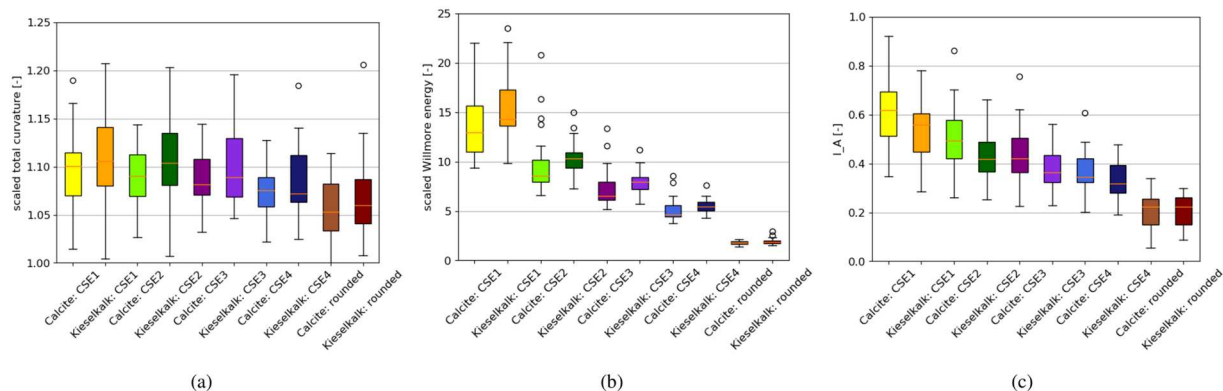 1.25
1.20
1.15
1.10
1.05
1.00
scaled total curvature [-]
Calcite: CSE1
Kieselkalk: CSE1
Calcite: CSE2
Kieselkalk: CSE2
Calcite: CSE3
Kieselkalk: CSE3
Calcite: CSE4
Kieselkalk: CSE4
Calcite: rounded
Kieselkalk: rounded
(a)
25
20
15
10
5
0
scaled Willmore energy [-]
Calcite: CSE1
Kieselkalk: CSE1
Calcite: CSE2
Kieselkalk: CSE2
Calcite: CSE3
Kieselkalk: CSE3
Calcite: CSE4
Kieselkalk: CSE4
Calcite: rounded
Kieselkalk: rounded
(b)
1.0
0.8
0.6
0.4
0.2
0.0
I_A [-]
Calcite: CSE1
Kieselkalk: CSE1
Calcite: CSE2
Kieselkalk: CSE2
Calcite: CSE3
Kieselkalk: CSE3
Calcite: CSE4
Kieselkalk: CSE4
Calcite: rounded
Kieselkalk: rounded
(c)